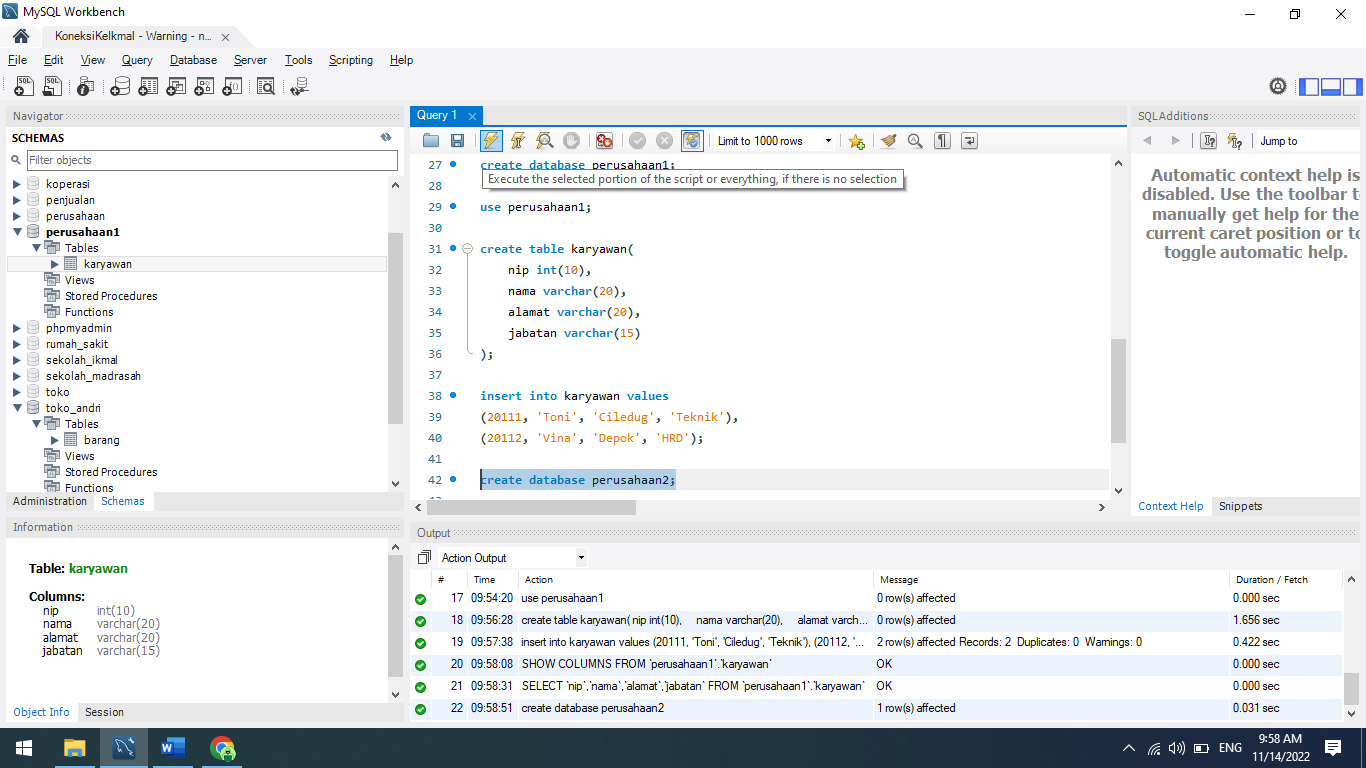 MySQL Workbench
KoneksiKelkmal - Warning - n...
File Edit View Query Database Server Tools Scripting Help
Navigator
SCHEMAS
Filter objects
koperasi
penjualan
perusahaan
perusahaan1
Tables
karyawan
Views
Stored Procedures
Functions
phpmyadmin
rumah_sakit
sekolah_ikmal
sekolah_madrasah
toko
toko_andri
Tables
barang
Views
Stored Procedures
Functions
Administration Schemas
Information
Table: karyawan
Columns:
nip int(10)
nama varchar(20)
alamat varchar(20)
jabatan varchar(15)
Object Info Session
Query 1
Limit to 1000 rows
27 create database perusahaan1;
Execute the selected portion of the script or everything, if there is no selection
28
29 use perusahaan1;
30
31 create table karyawan(
32 nip int(10),
33 nama varchar(20),
34 alamat varchar(20),
35 jabatan varchar(15)
36 );
37
38 insert into karyawan values
39 (20111, 'Toni', 'Ciledug', 'Teknik'),
40 (20112, 'Vina', 'Depok', 'HRD');
41
42 create database perusahaan2;
SQLAdditions
Jump to
Automatic context help is
disabled. Use the toolbar to
manually get help for the
current caret position or to
toggle automatic help.
Context Help Snippets
Output
Action Output
# Time Action Message Duration / Fetch
17 09:54:20 use perusahaan1 0 row(s) affected 0.000 sec
18 09:56:28 create table karyawan( nip int(10), nama varchar(20), alamat varch... 0 row(s) affected 1.656 sec
19 09:57:38 insert into karyawan values (20111, 'Toni', 'Ciledug', 'Teknik'), (20112, '... 2 row(s) affected Records: 2 Duplicates: 0 Warnings: 0 0.422 sec
20 09:58:08 SHOW COLUMNS FROM `perusahaan1`.`karyawan` OK 0.000 sec
21 09:58:31 SELECT `nip`,`nama`,`alamat`,`jabatan` FROM `perusahaan1`.`karyawan` OK 0.000 sec
22 09:58:51 create database perusahaan2 1 row(s) affected 0.031 sec
ENG
9:58 AM
11/14/2022